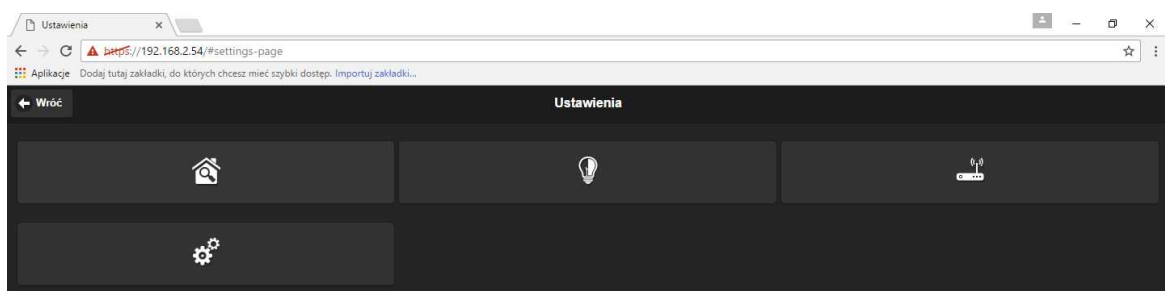 Ustawienia
https://192.168.2.54/#settings-page
Aplikacje Dodaj tutaj zakładki, do których chcesz mieć szybki dostęp. Importuj zakładki...
Wróć Ustawienia